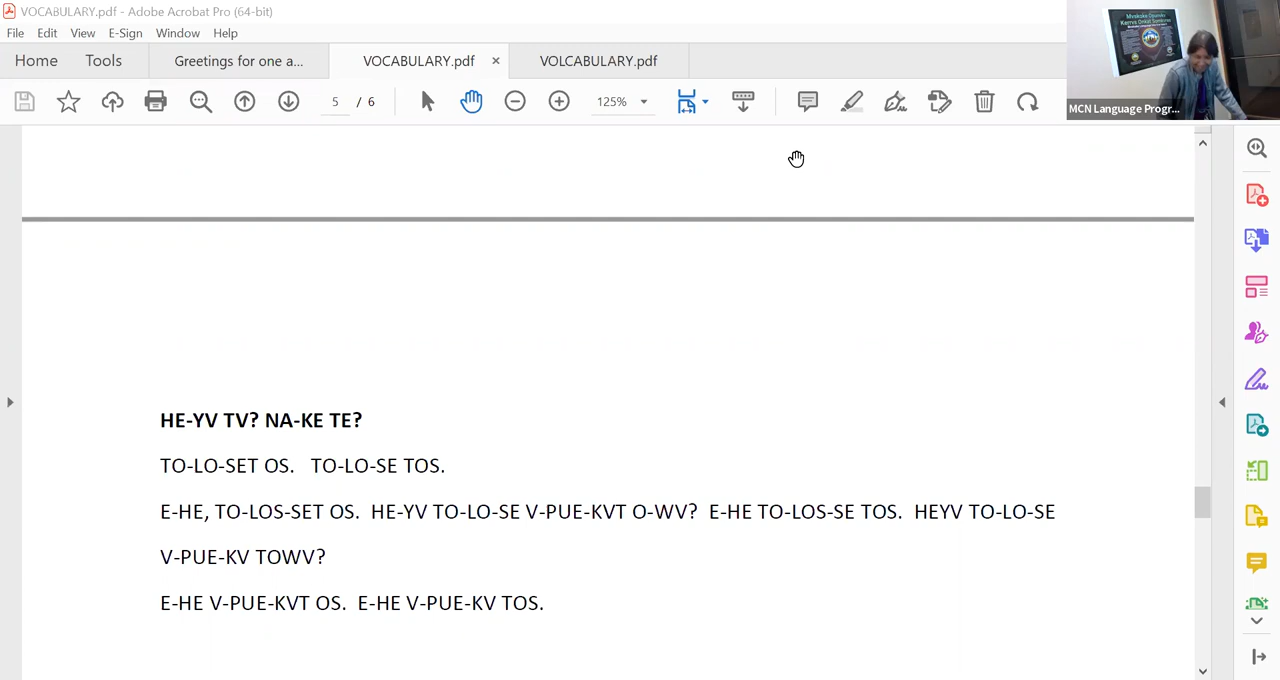 VOCABULARY.pdf - Adobe Acrobat Pro (64-bit)
File Edit View E-Sign Window Help
Home Tools Greetings for one a... VOCABULARY.pdf × VOLCABULARY.pdf
5 / 6 125%
MCN Language Progr...
HE-YV TV? NA-KE TE?
TO-LO-SET OS. TO-LO-SE TOS.
E-HE, TO-LOS-SET OS. HE-YV TO-LO-SE V-PUE-KVT O-WV? E-HE TO-LOS-SE TOS. HEYV TO-LO-SE
V-PUE-KV TOWV?
E-HE V-PUE-KVT OS. E-HE V-PUE-KV TOS.